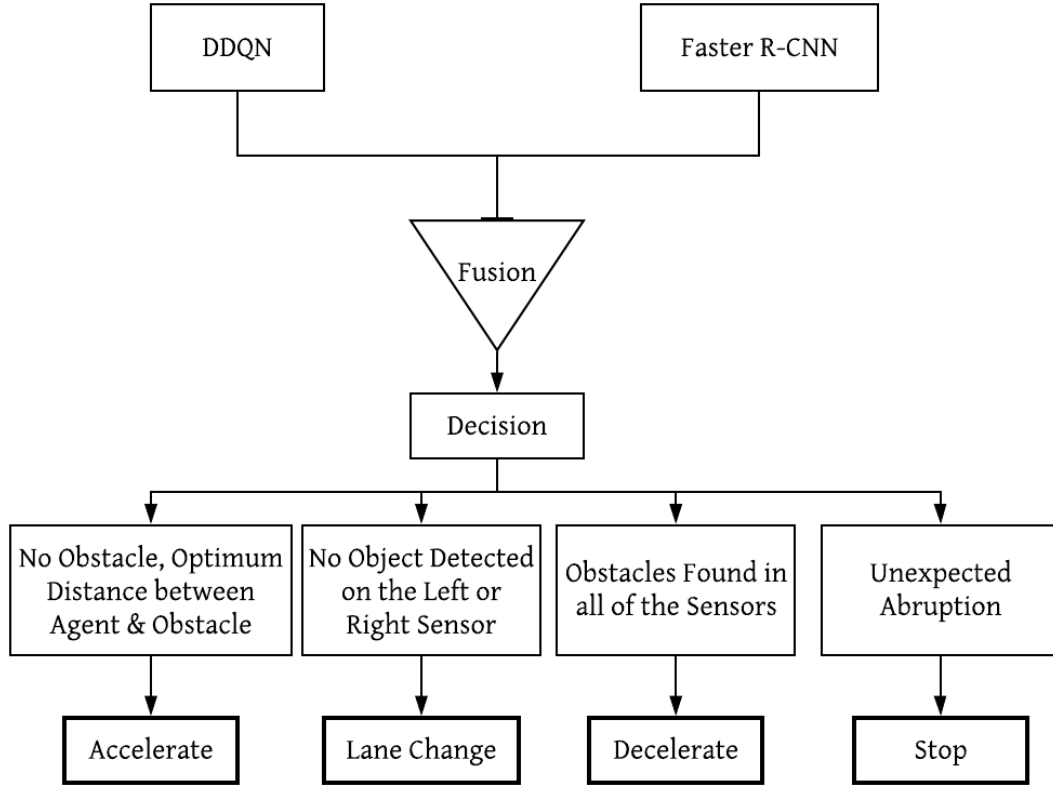 DDQN
Faster R-CNN
Fusion
Decision
No Obstacle, Optimum
Distance between
Agent & Obstacle
No Object Detected
on the Left or
Right Sensor
Obstacles Found in
all of the Sensors
Unexpected
Abruption
Accelerate
Lane Change
Decelerate
Stop